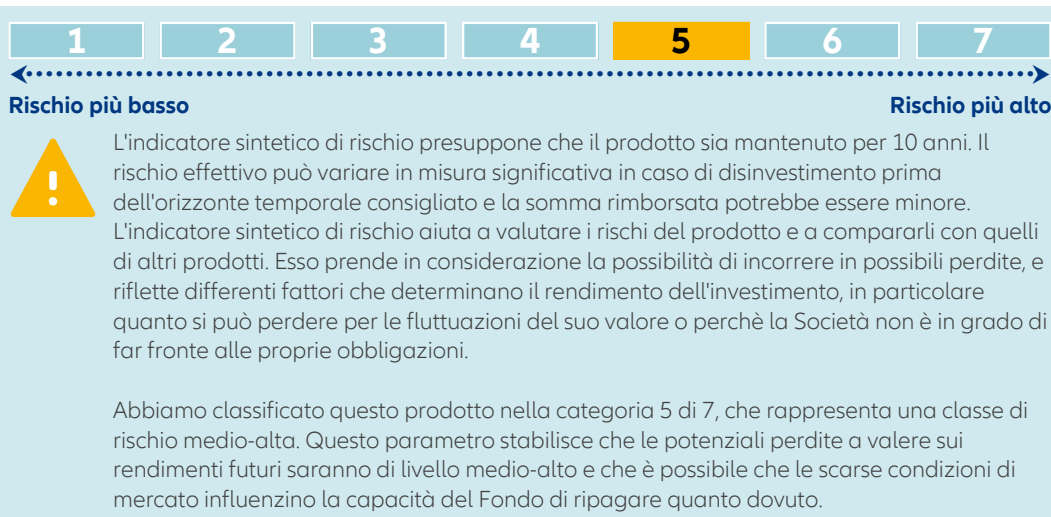 1 2 3 4 5 6 7
Rischio più basso Rischio più alto
L'indicatore sintetico di rischio presuppone che il prodotto sia mantenuto per 10 anni. Il
rischio effettivo può variare in misura significativa in caso di disinvestimento prima
dell'orizzonte temporale consigliato e la somma rimborsata potrebbe essere minore.
L'indicatore sintetico di rischio aiuta a valutare i rischi del prodotto e a compararli con quelli
di altri prodotti. Esso prende in considerazione la possibilità di incorrere in possibili perdite, e
riflette differenti fattori che determinano il rendimento dell'investimento, in particolare
quanto si può perdere per le fluttuazioni del suo valore o perchè la Società non è in grado di
far fronte alle proprie obbligazioni.
Abbiamo classificato questo prodotto nella categoria 5 di 7, che rappresenta una classe di
rischio medio-alta. Questo parametro stabilisce che le potenziali perdite a valere sui
rendimenti futuri saranno di livello medio-alto e che è possibile che le scarse condizioni di
mercato influenzino la capacità del Fondo di ripagare quanto dovuto.